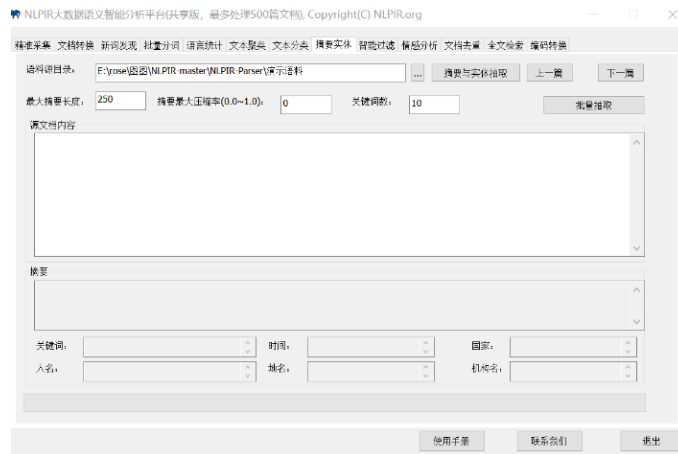 NLPIR大数据语义智能分析平台(共享版，最多处理500篇文档), Copyright(C) NLPIR.org
精准采集 文档转换 新词发现 批量分词 语言统计 文本聚类 文本分类 摘要实体 智能过滤 情感分析 文档去重 全文检索 编码转换
语料源目录: E:\rose\图图\NLPIR-master\NLPIR-Parser\演示语料 ... 摘要与实体抽取 上一篇 下一篇
最大摘要长度: 250 摘要最大压缩率(0.0~1.0): 0 关键词数: 10 批量抽取
源文档内容
摘要
关键词: 时间: 国家:
人名: 地名: 机构名:
使用手册 联系我们 退出